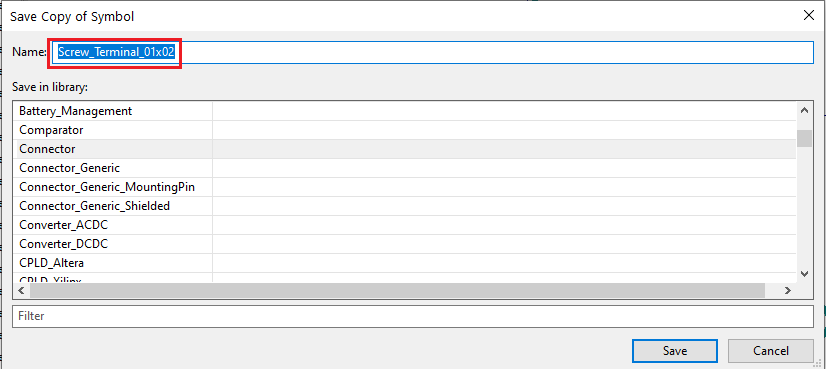 Save Copy of Symbol
Name: Screw_Terminal_01x02
Save in library:
Battery_Management
Comparator
Connector
Connector_Generic
Connector_Generic_MountingPin
Connector_Generic_Shielded
Converter_ACDC
Converter_DCDC
CPLD_Altera
CPLD_Xilinx
Filter
Save Cancel